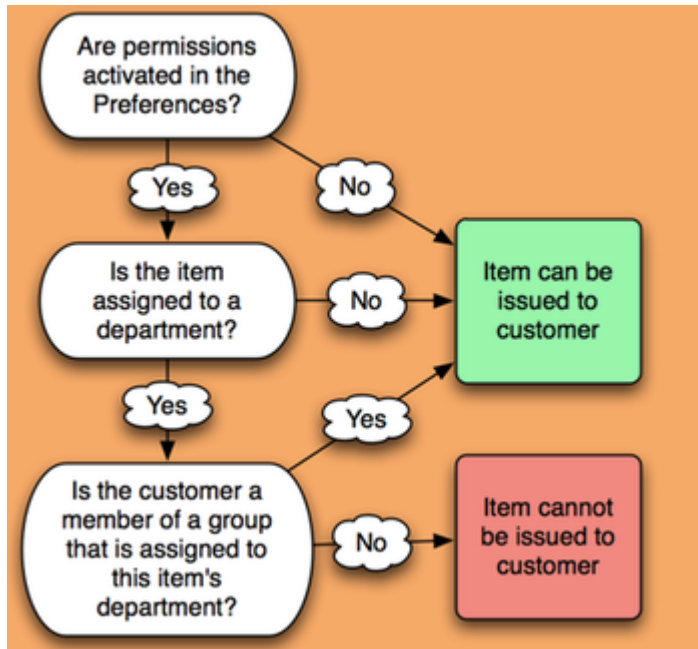 Are permissions
activated in the
Preferences?
Yes
No
Is the item
assigned to a
department?
No
Item can be
issued to
customer
Yes
Yes
Is the customer a
member of a group
that is assigned to
this item's
department?
No
Item cannot
be issued to
customer